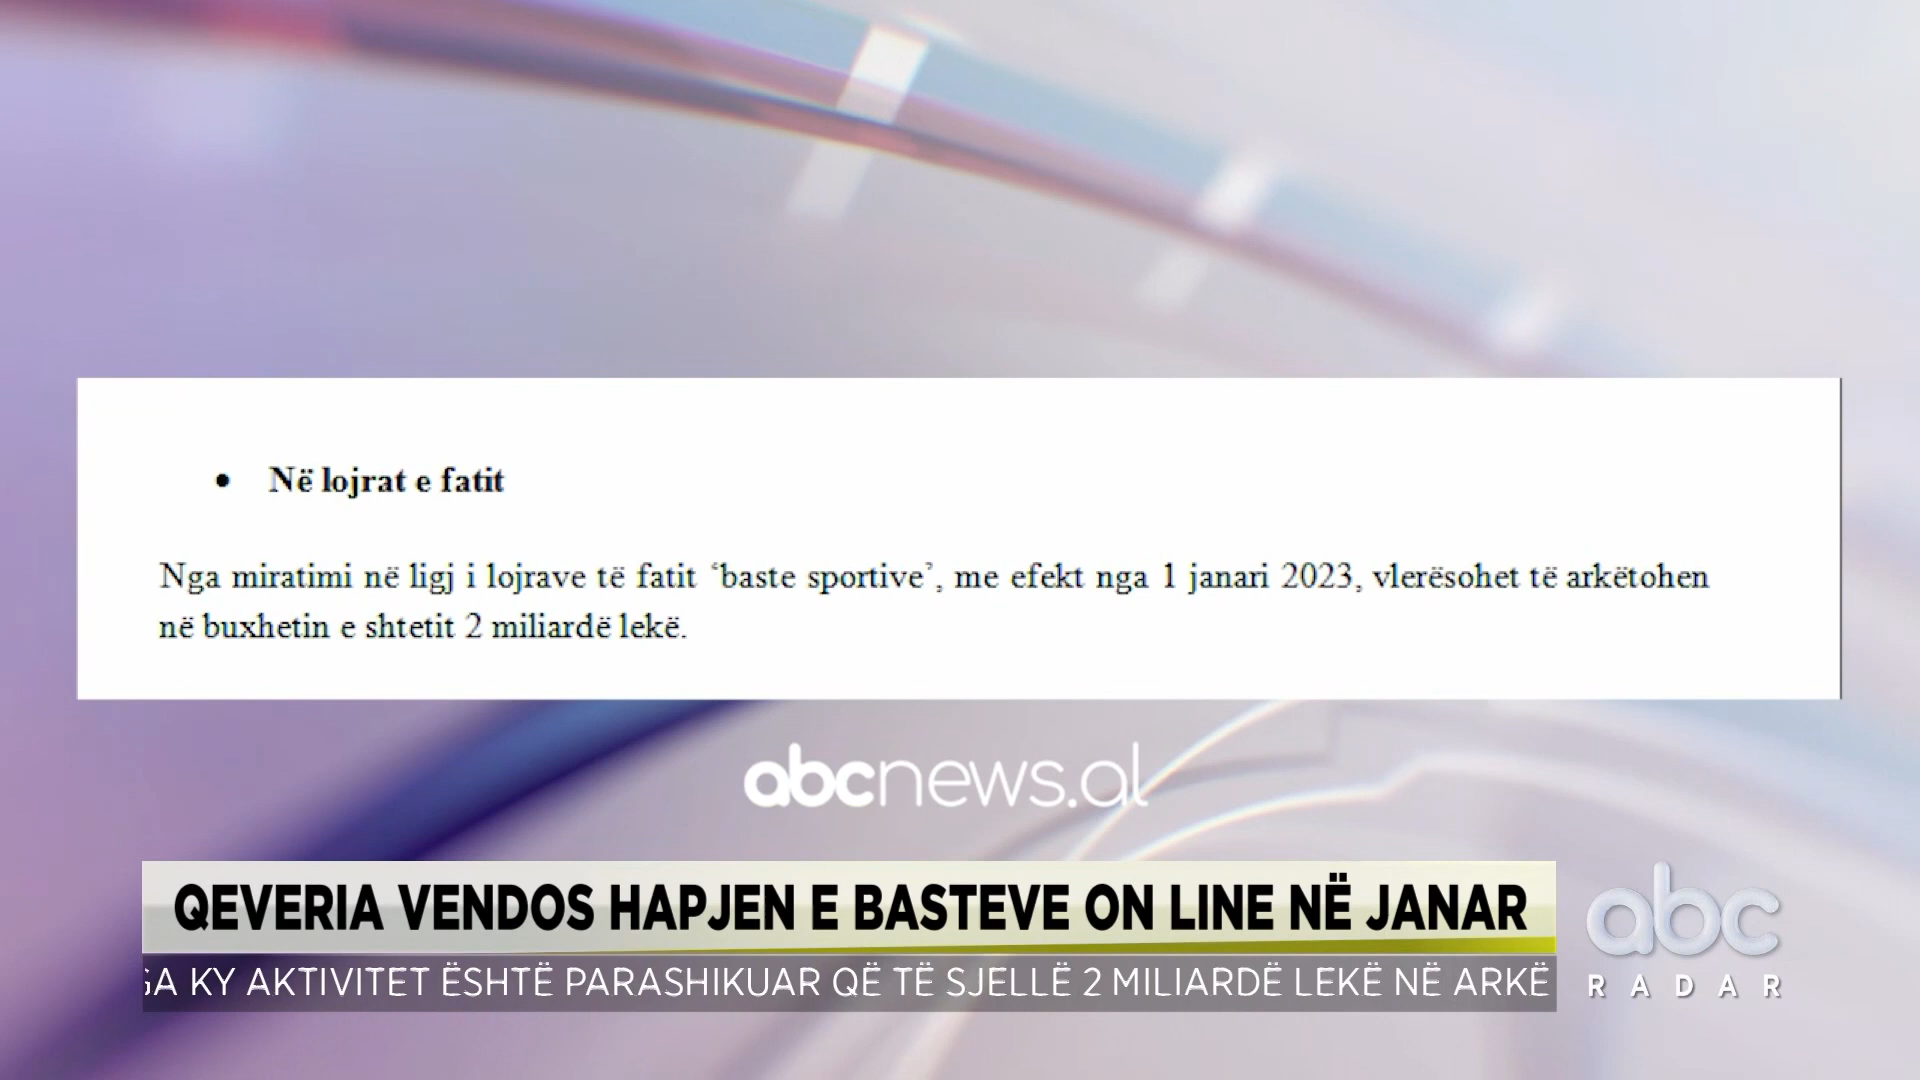 • Në lojrat e fatit
Nga miratimi në ligj i lojrave të fatit ‘baste sportive’, me efekt nga 1 janari 2023, vlerësohet të arkëtohen
në buxhetin e shtetit 2 miliardë lekë.
abcnews.al
QEVERIA VENDOS HAPJEN E BASTEVE ON LINE NË JANAR
KY AKTIVITET ËSHTË PARASHIKUAR QË TË SJELLË 2 MILIARDË LEKË NË ARKË
abc
RADAR